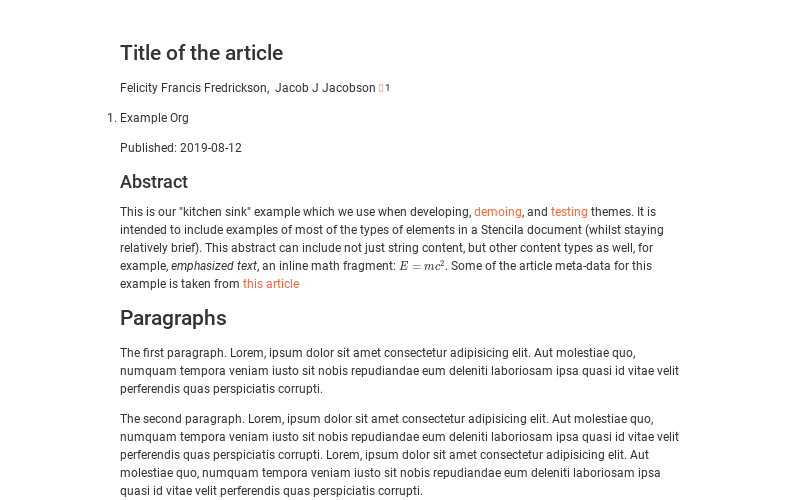 Title of the article
Felicity Francis Fredrickson, Jacob J Jacobson 1
1. Example Org
Published: 2019-08-12
Abstract
This is our "kitchen sink" example which we use when developing, demoing, and testing themes. It is
intended to include examples of most of the types of elements in a Stencila document (whilst staying
relatively brief). This abstract can include not just string content, but other content types as well, for
example, emphasized text, an inline math fragment: E = mc². Some of the article meta-data for this
example is taken from this article
Paragraphs
The first paragraph. Lorem, ipsum dolor sit amet consectetur adipisicing elit. Aut molestiae quo,
numquam tempora veniam iusto sit nobis repudiandae eum deleniti laboriosam ipsa quasi id vitae velit
perferendis quas perspiciatis corrupti.
The second paragraph. Lorem, ipsum dolor sit amet consectetur adipisicing elit. Aut molestiae quo,
numquam tempora veniam iusto sit nobis repudiandae eum deleniti laboriosam ipsa quasi id vitae velit
perferendis quas perspiciatis corrupti. Lorem, ipsum dolor sit amet consectetur adipisicing elit. Aut
molestiae quo, numquam tempora veniam iusto sit nobis repudiandae eum deleniti laboriosam ipsa
quasi id vitae velit perferendis quas perspiciatis corrupti.